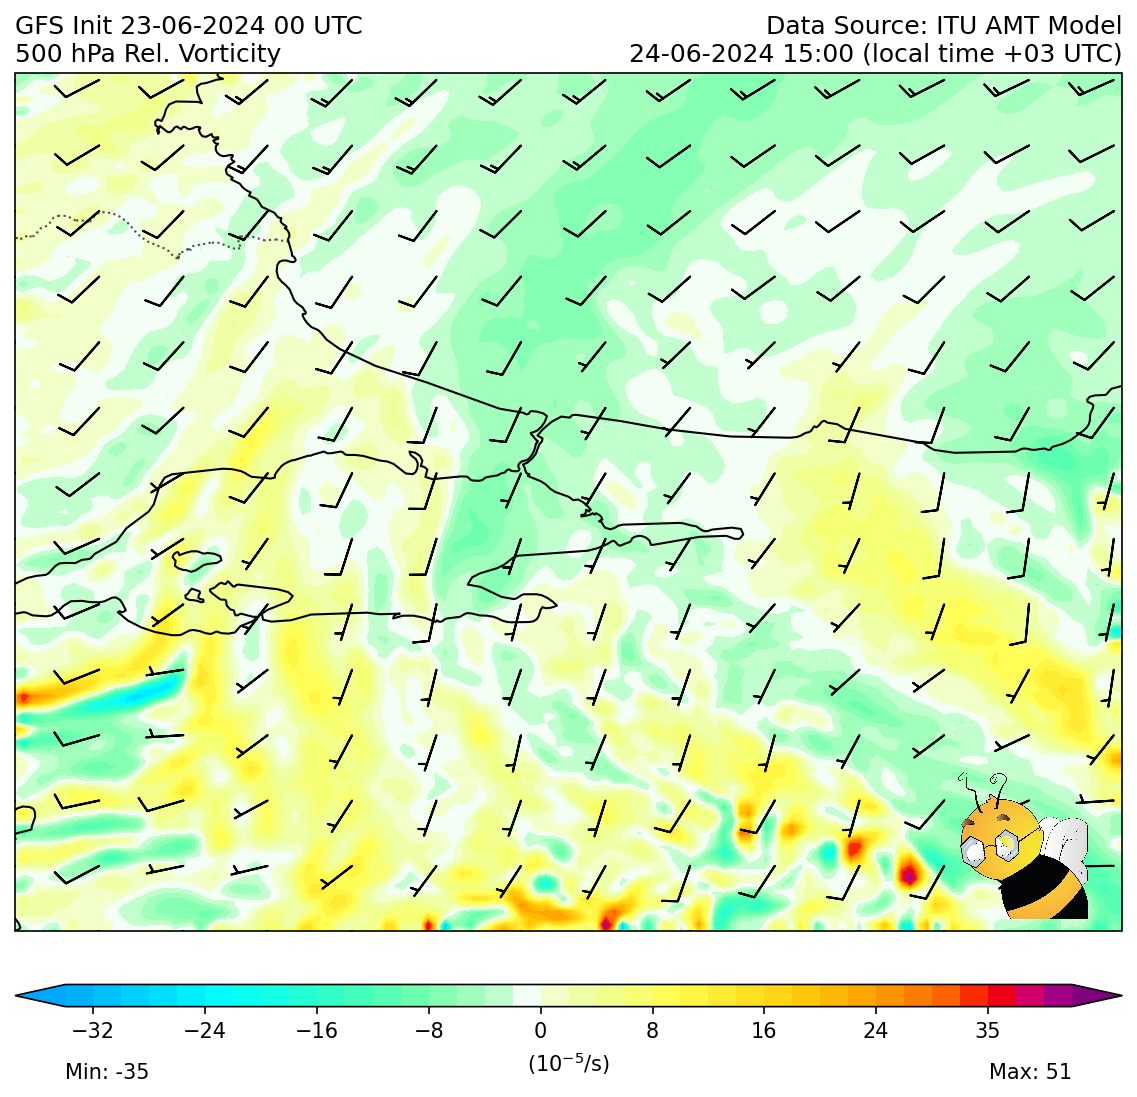 GFS Init 23-06-2024 00 UTC
Data Source: ITU AMT Model
500 hPa Rel. Vorticity
24-06-2024 15:00 (local time +03 UTC)
−32 −24 −16 −8 0 8 16 24 35
(10⁻⁵/s)
Min: -35
Max: 51